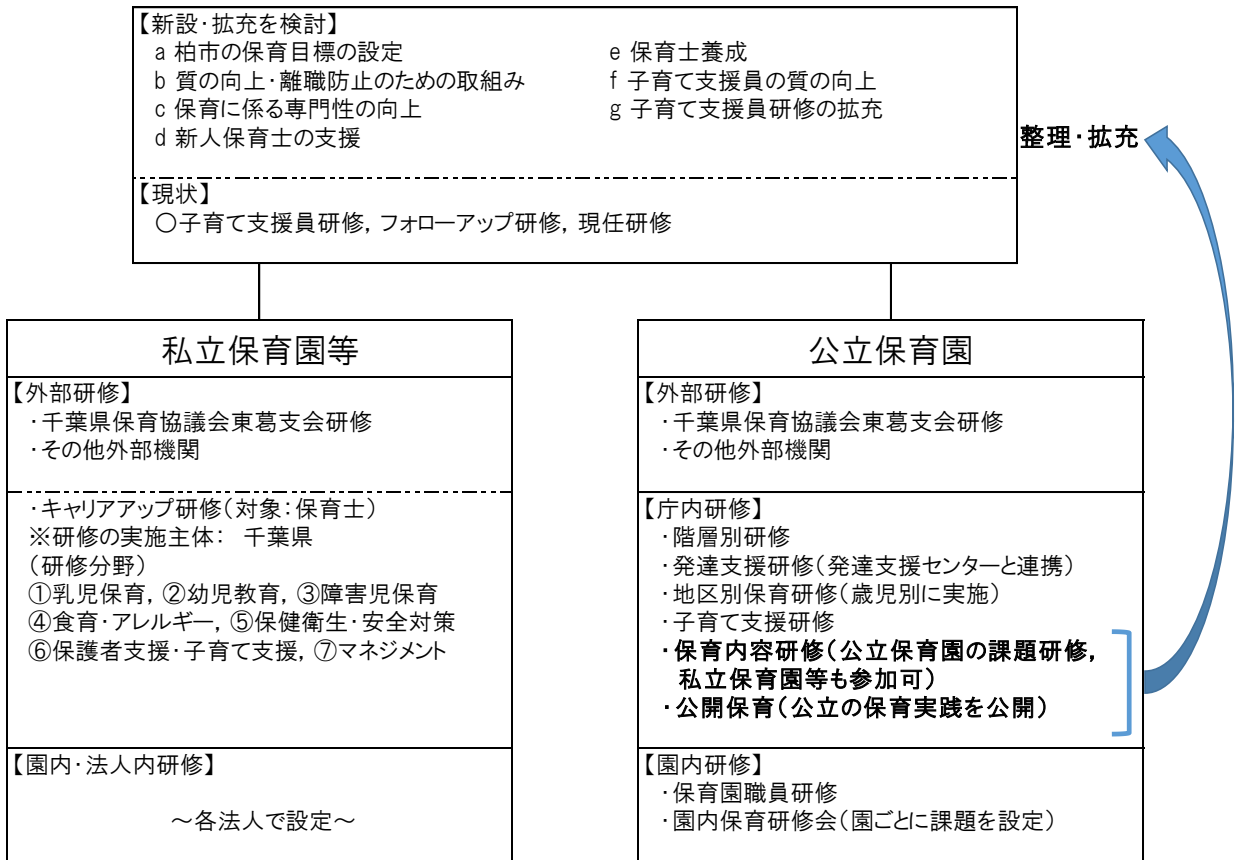 【新設・拡充を検討】
a 柏市の保育目標の設定
b 質の向上・離職防止のための取組み
c 保育に係る専門性の向上
d 新人保育士の支援
e 保育士養成
f 子育て支援員の質の向上
g 子育て支援員研修の拡充
整理・拡充
【現状】
〇子育て支援員研修, フォローアップ研修, 現任研修
私立保育園等
【外部研修】
・千葉県保育協議会東葛支会研修
・その他外部機関
・キャリアアップ研修(対象:保育士)
※研修の実施主体: 千葉県
(研修分野)
①乳児保育, ②幼児教育, ③障害児保育
④食育・アレルギー, ⑤保健衛生・安全対策
⑥保護者支援・子育て支援, ⑦マネジメント
【園内・法人内研修】
～各法人で設定～
公立保育園
【外部研修】
・千葉県保育協議会東葛支会研修
・その他外部機関
【庁内研修】
・階層別研修
・発達支援研修(発達支援センターと連携)
・地区別保育研修(歳児別に実施)
・子育て支援研修
・保育内容研修(公立保育園の課題研修,
私立保育園等も参加可)
・公開保育(公立の保育実践を公開)
【園内研修】
・保育園職員研修
・園内保育研修会(園ごとに課題を設定)